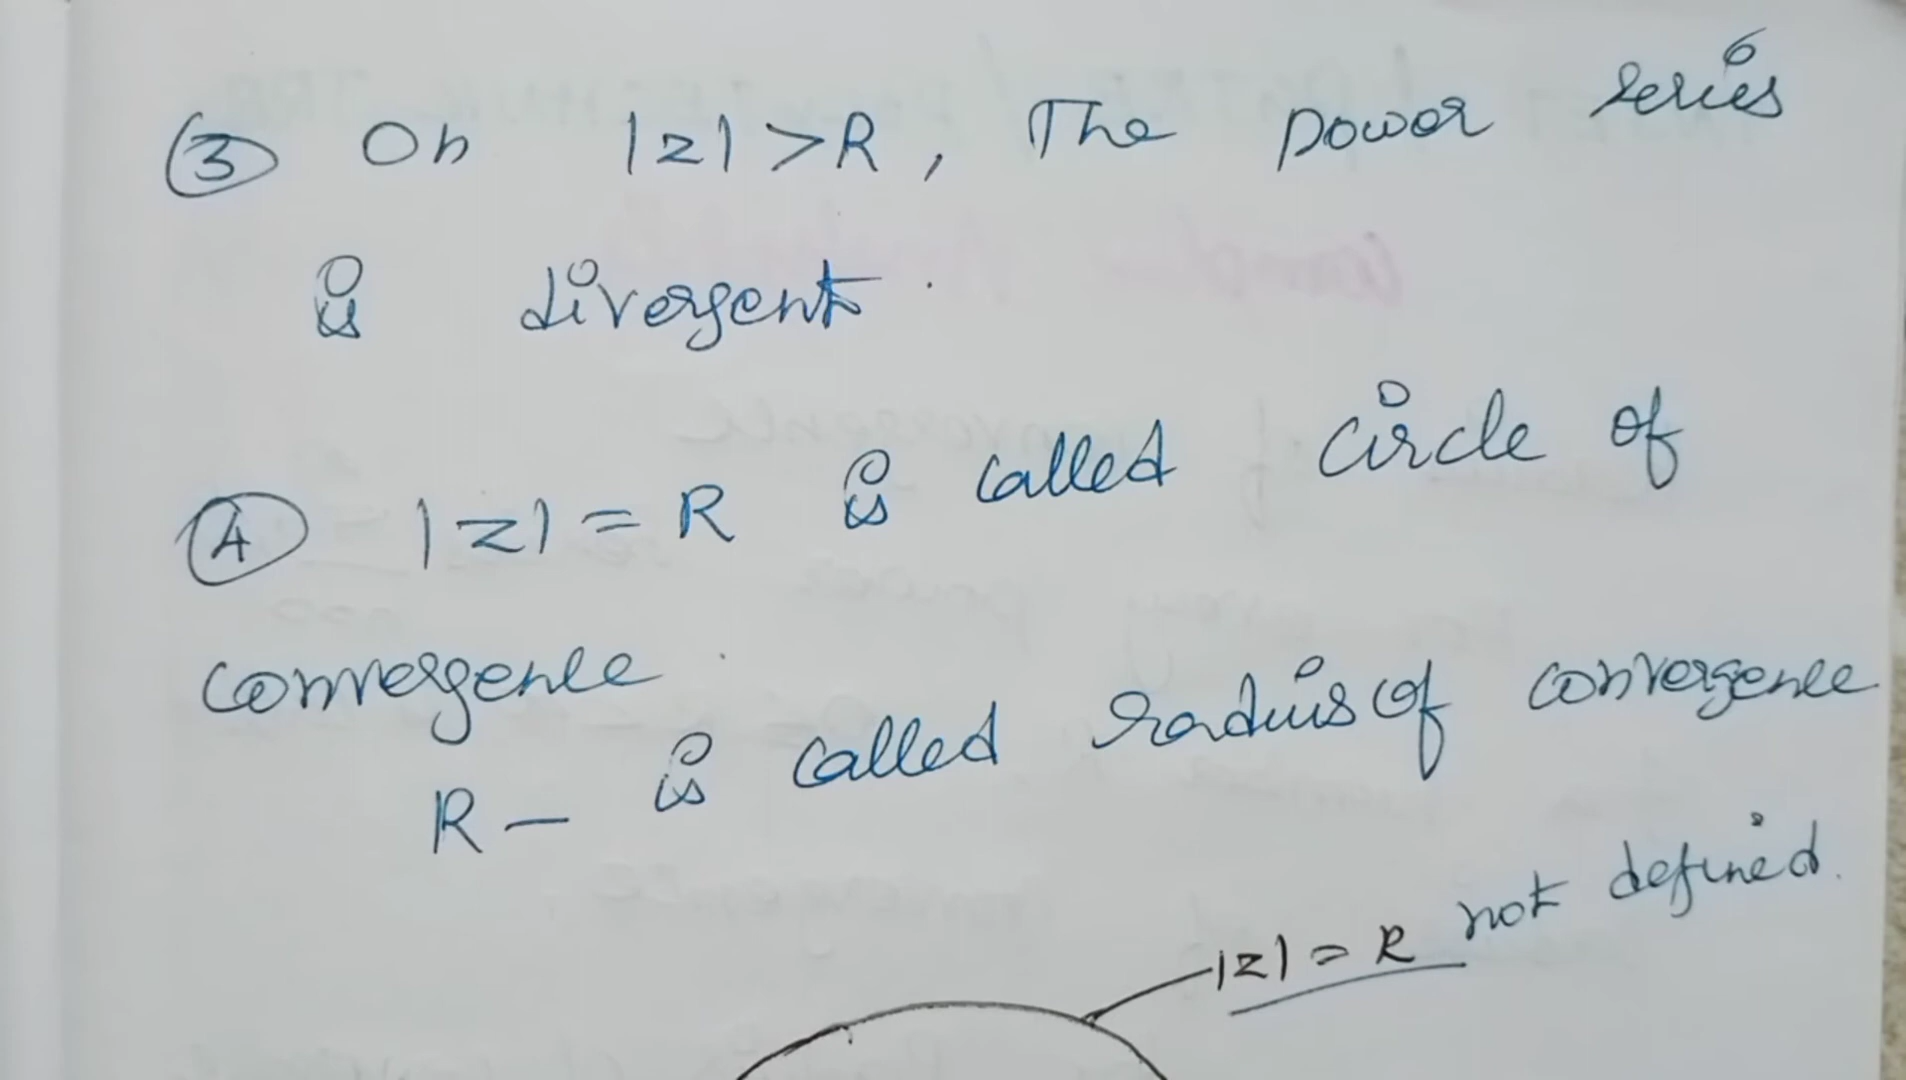 ③ On |z| > R, The power series
is divergent.
④ |z| = R is called circle of
convergence.
R – is called radius of convergence
|z| = R not defined.